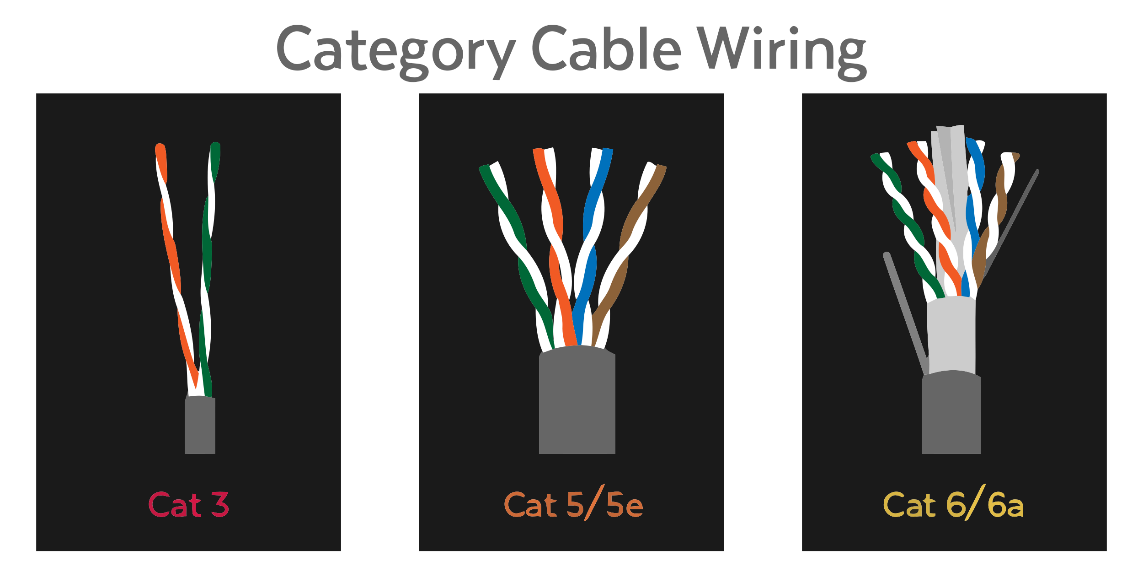 Category Cable Wiring
Cat 3
Cat 5/5e
Cat 6/6a